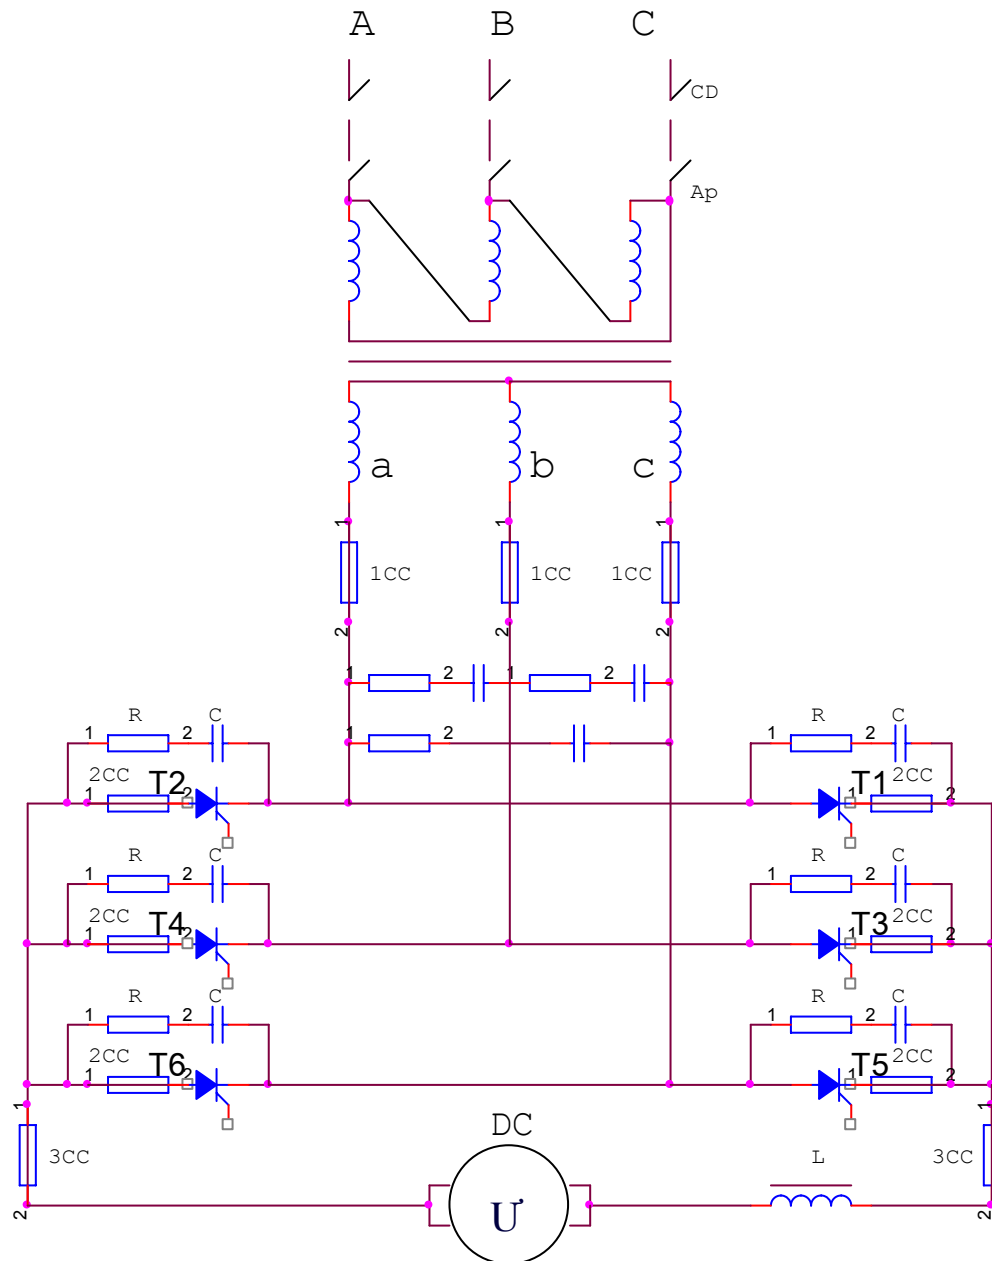 A B C
CD
Ap
a b c
1 1 1
1CC 1CC 1CC
2 2 2
1 2 1 2
R C R C
1 2 1 2 1 2
2CC T2 T1 2CC
1 2 1 2
R C R C
1 2 1 2
2CC T4 T3 2CC
1 2 1 2
R C R C
1 2 1 2
2CC T6 T5 2CC
1 2 1 2
1 DC 1
3CC L 3CC
2 Ư 2